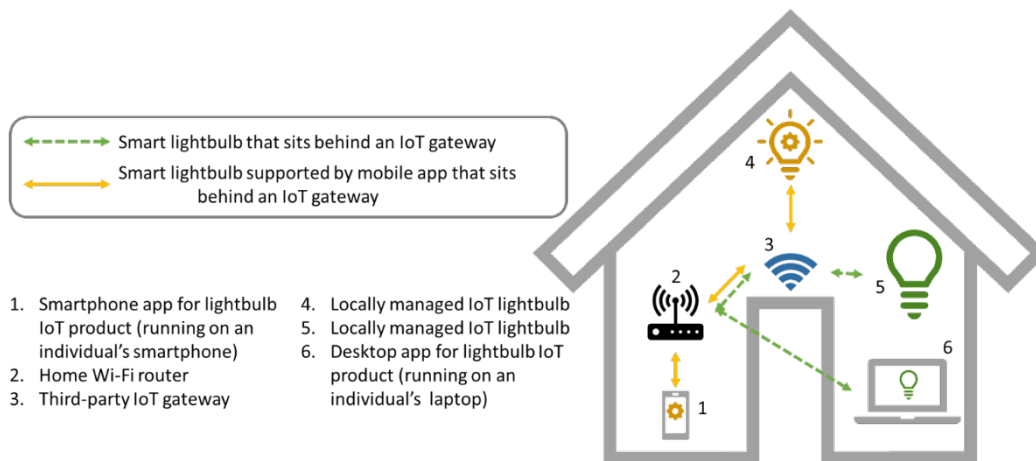 Smart lightbulb that sits behind an IoT gateway
Smart lightbulb supported by mobile app that sits
behind an IoT gateway
1. Smartphone app for lightbulb
IoT product (running on an
individual's smartphone)
2. Home Wi-Fi router
3. Third-party IoT gateway
4. Locally managed IoT lightbulb
5. Locally managed IoT lightbulb
6. Desktop app for lightbulb IoT
product (running on an
individual's laptop)
4
3
2
5
6
1